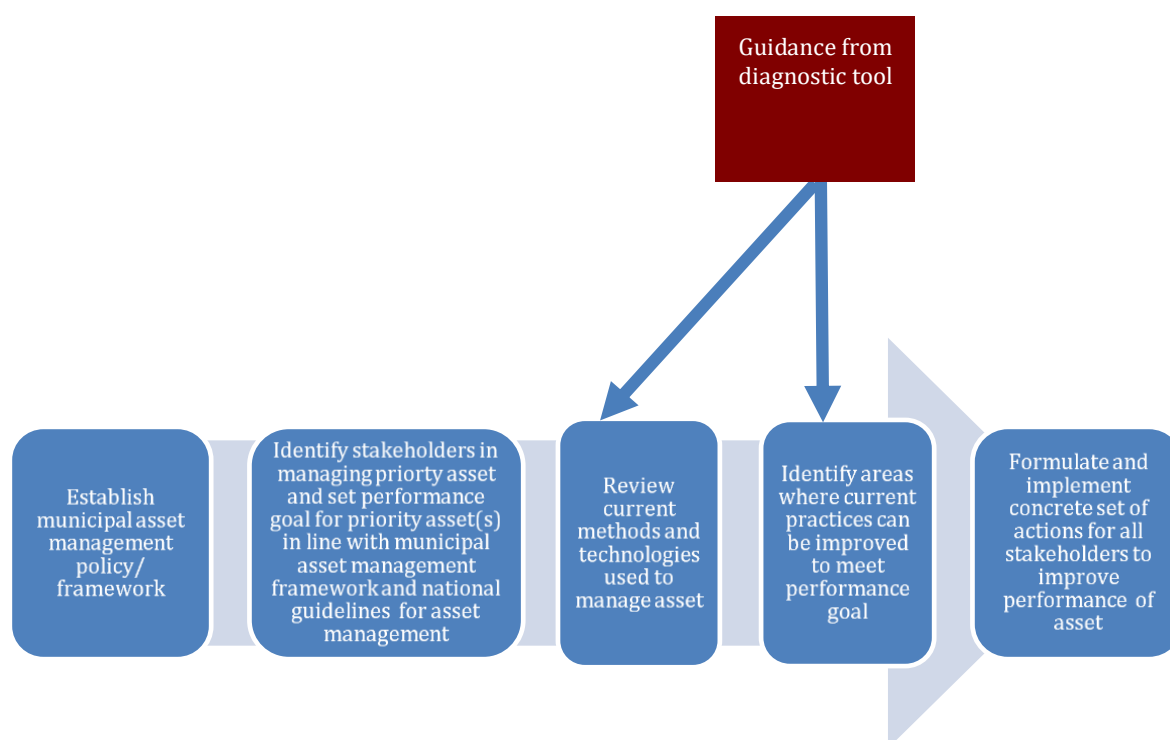 Guidance from
diagnostic tool
Establish
municipal asset
management
policy/
framework
Identify stakeholders in
managing priorty asset
and set performance
goal for priority asset(s)
in line with municipal
asset management
framework and national
guidelines for asset
management
Review
current
methods and
technologies
used to
manage asset
Identify areas
where current
practices can
be improved
to meet
performance
goal
Formulate and
implement
concrete set of
actions for all
stakeholders to
improve
performance of
asset